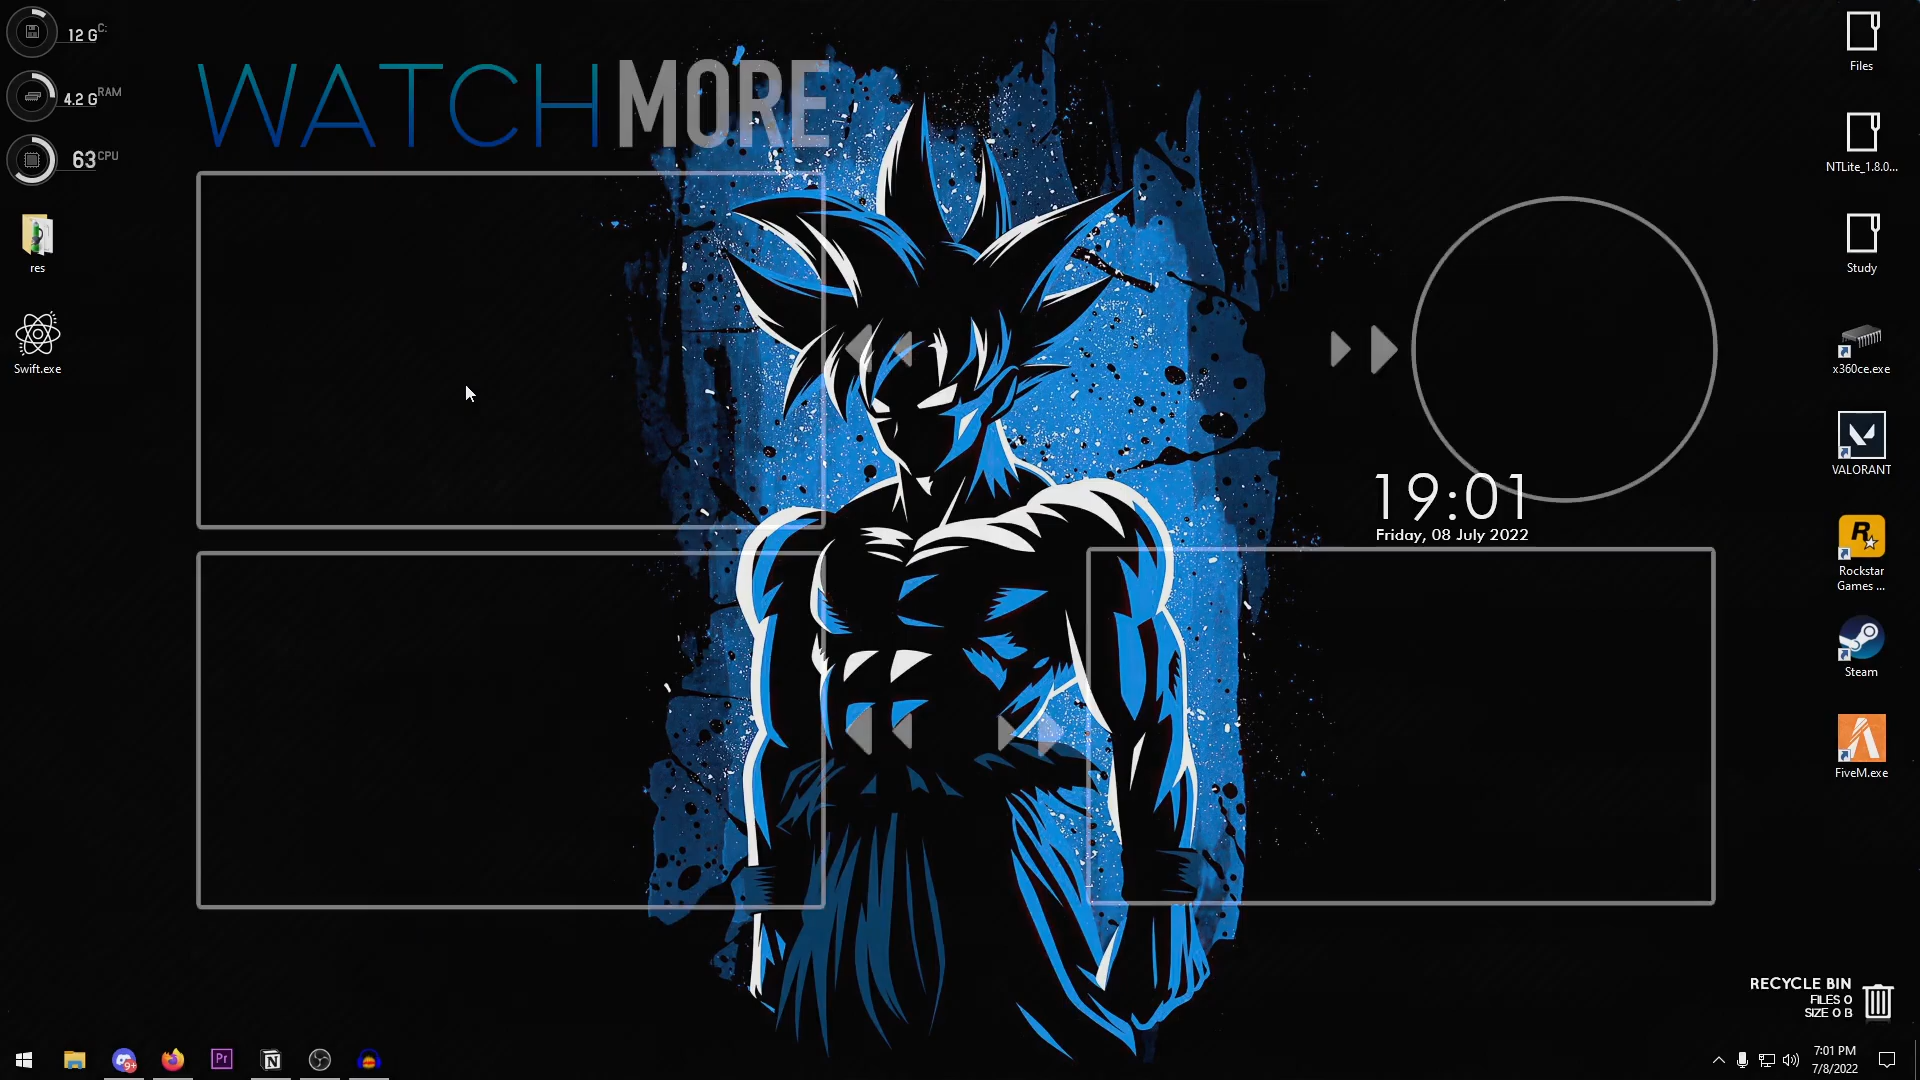 12 G C:
4.2 G RAM
63 CPU
res
Swift.exe
WATCHMORE
19:01
Friday, 08 July 2022
Files
NTLite_1.8.0...
Study
x360ce.exe
VALORANT
Rockstar
Games ...
Steam
FiveM.exe
RECYCLE BIN
FILES 0
SIZE 0 B
9+
Pr
7:01 PM
7/8/2022